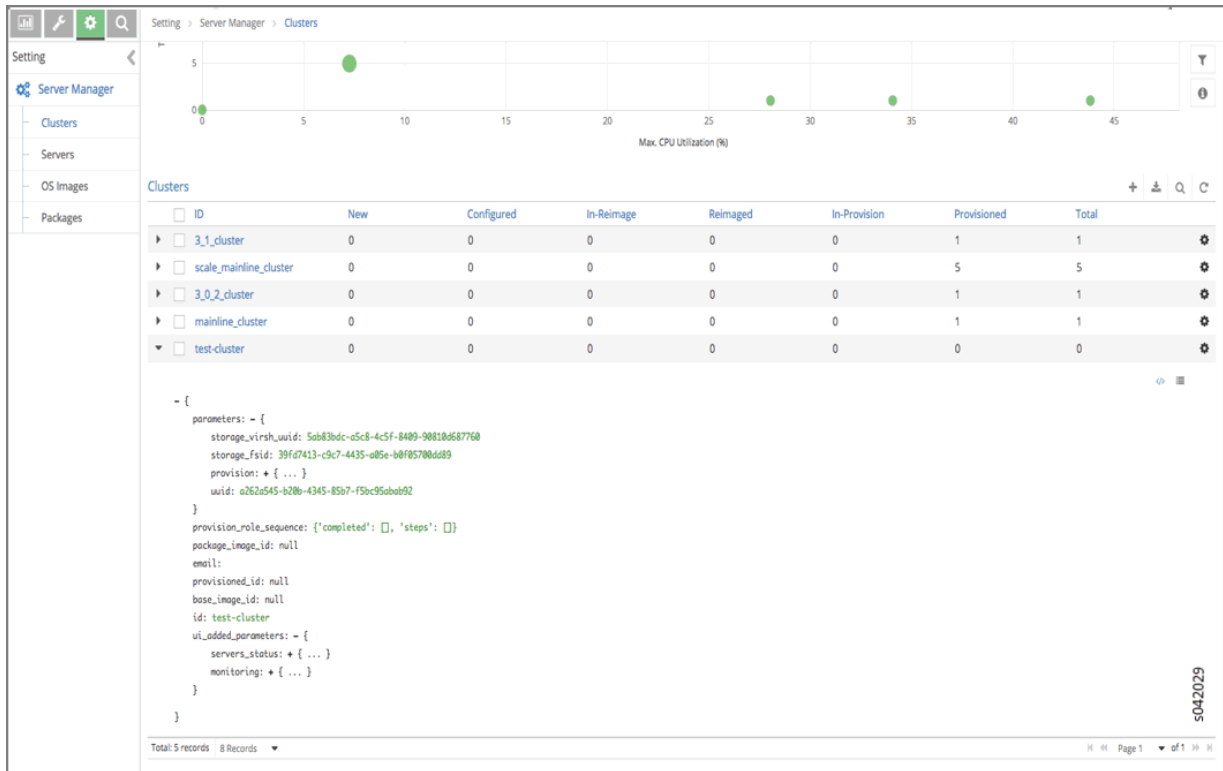 Setting > Server Manager > Clusters
Setting
Server Manager
Clusters
Servers
OS Images
Packages
T
5
0
0 5 10 15 20 25 30 35 40 45
Max. CPU Utilization (%)
Clusters
ID New Configured In-Reimage Reimaged In-Provision Provisioned Total
3_1_cluster 0 0 0 0 0 1 1
scale_mainline_cluster 0 0 0 0 0 5 5
3_0_2_cluster 0 0 0 0 0 1 1
mainline_cluster 0 0 0 0 0 1 1
test-cluster 0 0 0 0 0 0 0
</>
- {
parameters: - {
storage_virsh_uuid: 5ab83bdc-a5c8-4c5f-8409-90810d687760
storage_fsid: 39fd7413-c9c7-4435-a05e-b0f05700dd89
provision: + { ... }
uuid: a262a545-b20b-4345-85b7-f5bc95abab92
}
provision_role_sequence: {'completed': [], 'steps': []}
package_image_id: null
email:
provisioned_id: null
base_image_id: null
id: test-cluster
ui_added_parameters: - {
servers_status: + { ... }
monitoring: + { ... }
}
}
s042029
Total: 5 records 8 Records Page 1 of 1